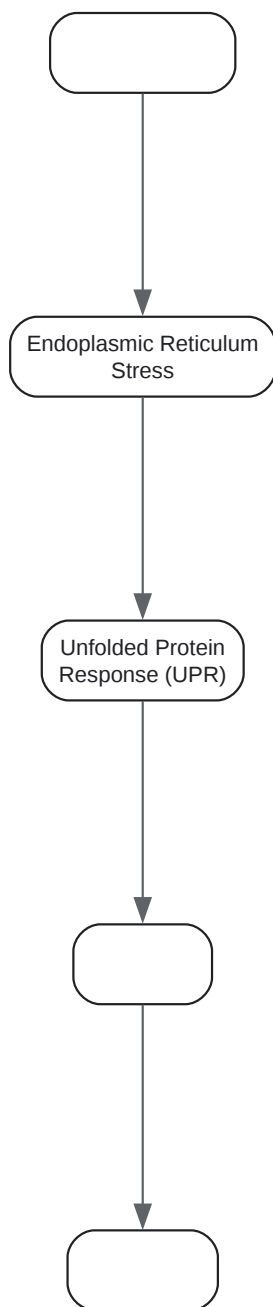 Endoplasmic Reticulum
Stress
Unfolded Protein
Response (UPR)